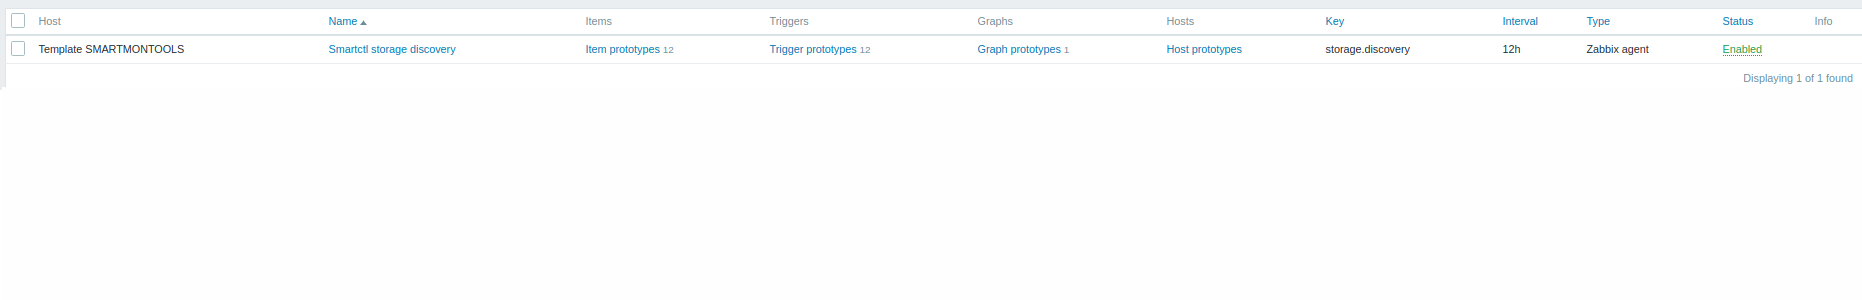 Host Name Items Triggers Graphs Hosts Key Interval Type Status Info
Template SMARTMONTOOLS Smartctl storage discovery Item prototypes 12 Trigger prototypes 12 Graph prototypes 1 Host prototypes storage.discovery 12h Zabbix agent Enabled
Displaying 1 of 1 found